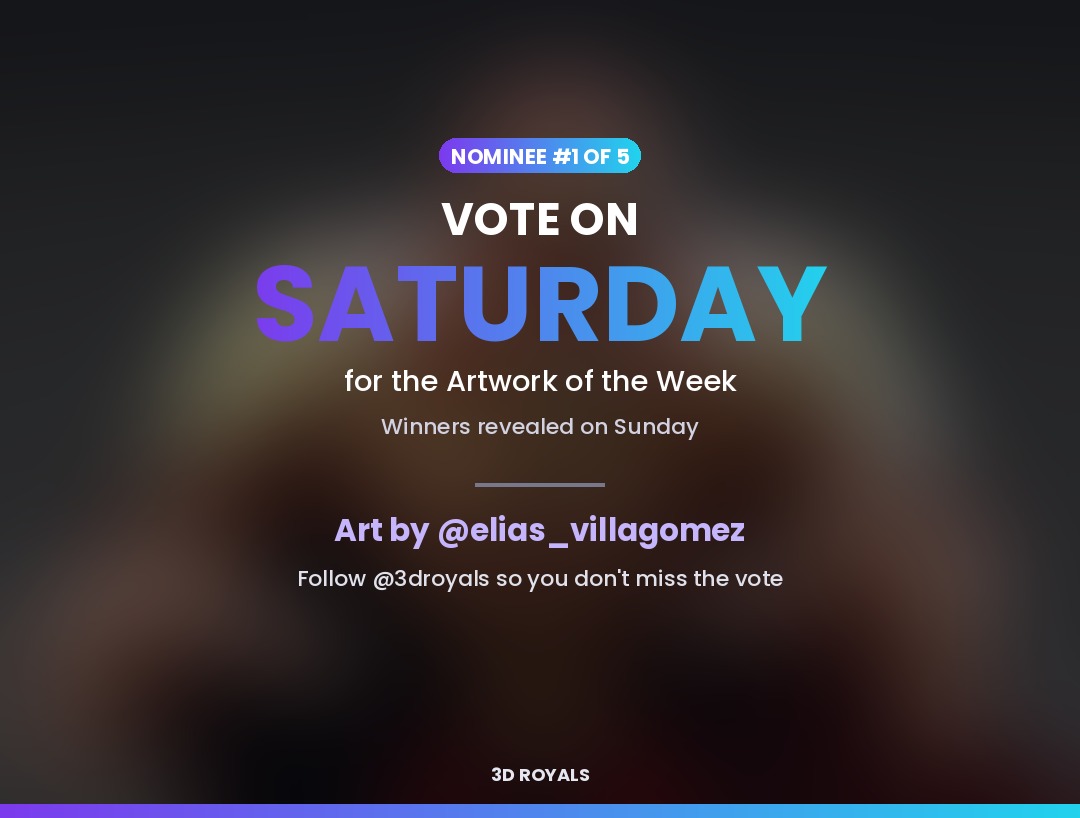 NOMINEE #1 OF 5
VOTE ON
SATURDAY
for the Artwork of the Week
Winners revealed on Sunday
Art by @elias_villagomez
Follow @3droyals so you don't miss the vote
3D ROYALS